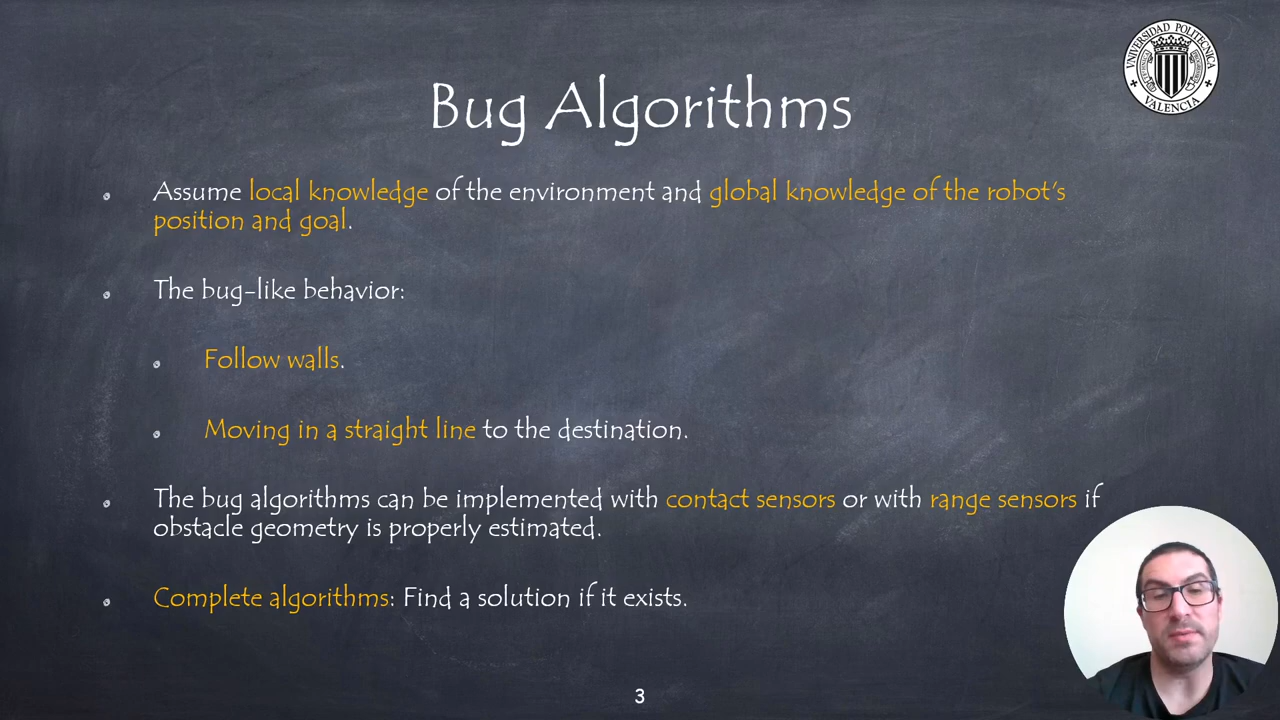 UNIVERSIDAD POLITECNICA
VALENCIA
Bug Algorithms
Assume local knowledge of the environment and global knowledge of the robot's
position and goal.
The bug-like behavior:
Follow walls.
Moving in a straight line to the destination.
The bug algorithms can be implemented with contact sensors or with range sensors if
obstacle geometry is properly estimated.
Complete algorithms: Find a solution if it exists.
3